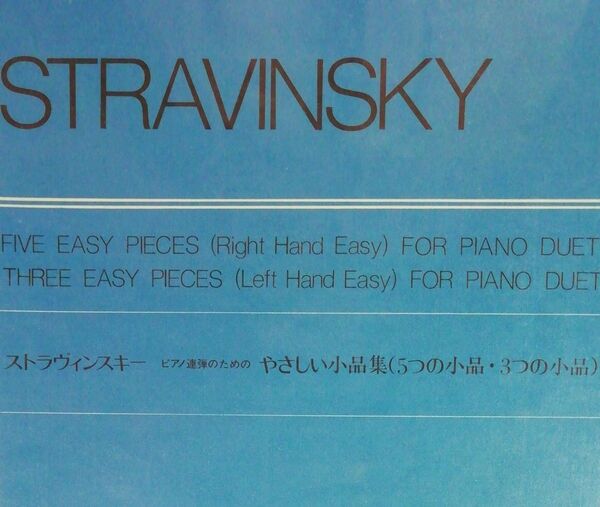 STRAVINSKY
FIVE EASY PIECES (Right Hand Easy) FOR PIANO DUET
THREE EASY PIECES (Left Hand Easy) FOR PIANO DUET
ストラヴィンスキー ピアノ連弾のための やさしい小品集(5つの小品・3つの小品)